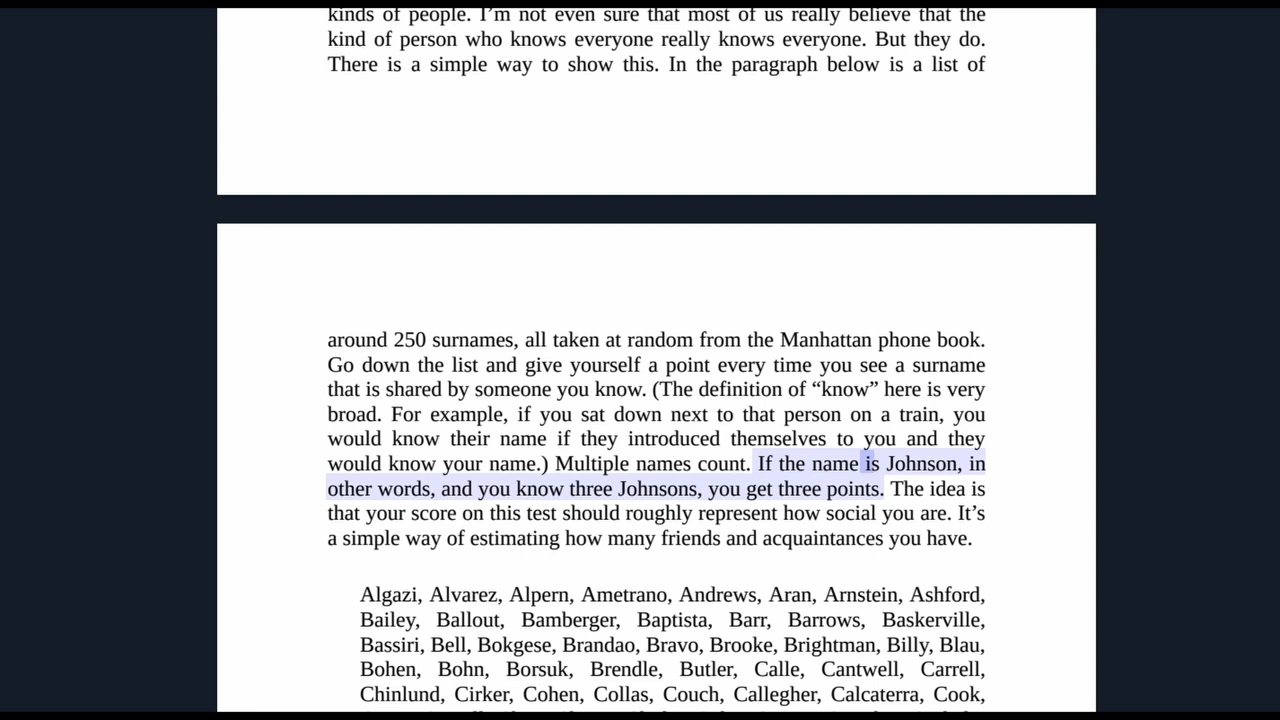 kinds of people. I’m not even sure that most of us really believe that the
kind of person who knows everyone really knows everyone. But they do.
There is a simple way to show this. In the paragraph below is a list of
around 250 surnames, all taken at random from the Manhattan phone book.
Go down the list and give yourself a point every time you see a surname
that is shared by someone you know. (The definition of “know” here is very
broad. For example, if you sat down next to that person on a train, you
would know their name if they introduced themselves to you and they
would know your name.) Multiple names count. If the name is Johnson, in
other words, and you know three Johnsons, you get three points. The idea is
that your score on this test should roughly represent how social you are. It’s
a simple way of estimating how many friends and acquaintances you have.
Algazi, Alvarez, Alpern, Ametrano, Andrews, Aran, Arnstein, Ashford,
Bailey, Ballout, Bamberger, Baptista, Barr, Barrows, Baskerville,
Bassiri, Bell, Bokgese, Brandao, Bravo, Brooke, Brightman, Billy, Blau,
Bohen, Bohn, Borsuk, Brendle, Butler, Calle, Cantwell, Carrell,
Chinlund, Cirker, Cohen, Collas, Couch, Callegher, Calcaterra, Cook,